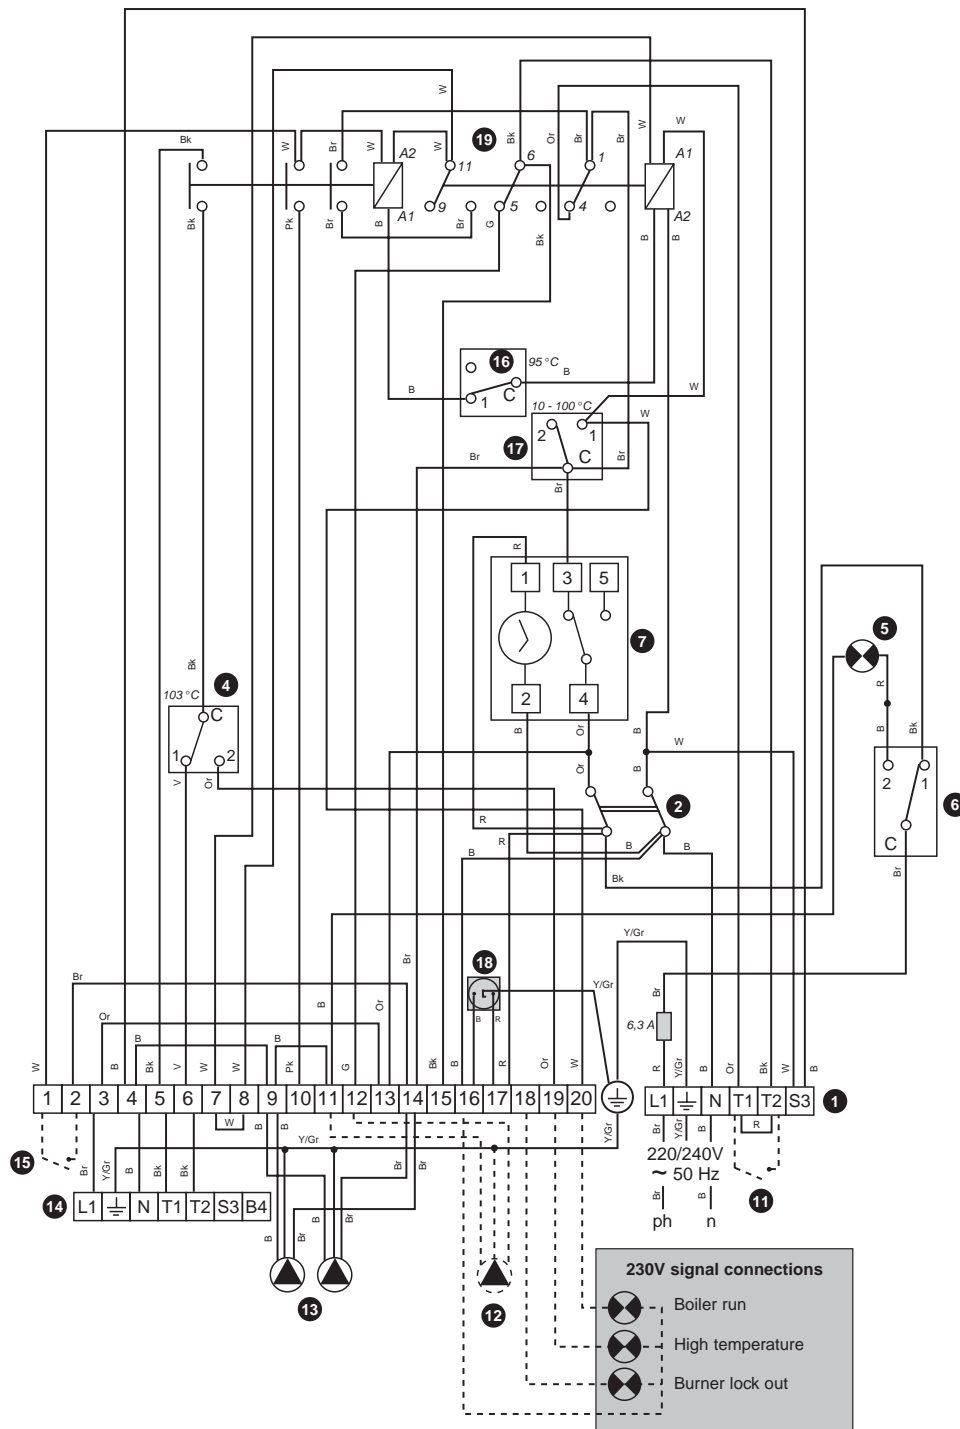 W
Bk
W
Br
W
A2
W
11
19
Bk
6
Or
Br
1
Br
W
W
A1
Bk
Pk
Br
B
A1
9
Br
G
5
Bk
4
B
B
A2
16
95 °C
B
B
1
C
W
10 - 100 °C
W
2
1
17
C
Br
Br
Br
R
1
3
5
7
5
Bk
103 °C
4
C
2
4
R
B
Bk
1
2
V
Or
B
Or
B
W
Or
B
2
2
1
6
C
R
R
B
B
B
Bk
Br
Y/Gr
18
Br
Br
Or
B
Or
Y/Gr
B
R
Br
6,3 A
B
B
W
B
Bk
V
W
W
Pk
B
G
Bk
B
R
Or
W
R
Y/Gr
B
Or
Bk
W
B
1 2 3 4 5 6 7 8 9 10 11 12 13 14 15 16 17 18 19 20
L1 N T1 T2 S3
1
W
B
B
Y/Gr
Y/Gr
R
15
Br
Y/Gr
B
Bk
Bk
Br
Br
Br
Y/Gr
B
220/240V
~ 50 Hz
14
L1 N T1 T2 S3 B4
11
B
Br
B
Br
Br
B
ph
n
13
12
230V signal connections
Boiler run
High temperature
Burner lock out